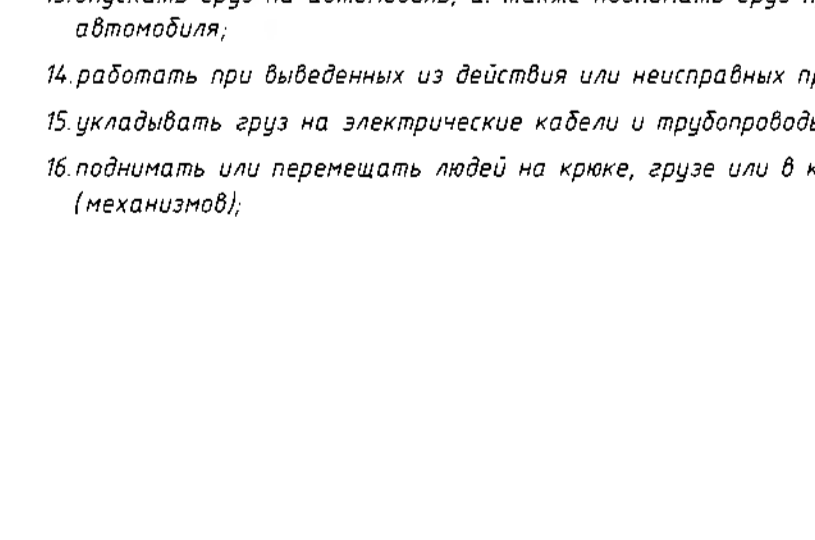 автомобиля;
14. работать при выведенных из действия или неисправных
15. укладывать груз на электрические кабели и трубопроводы
16. поднимать или перемещать людей на крюке, грузе или в
(механизмов);